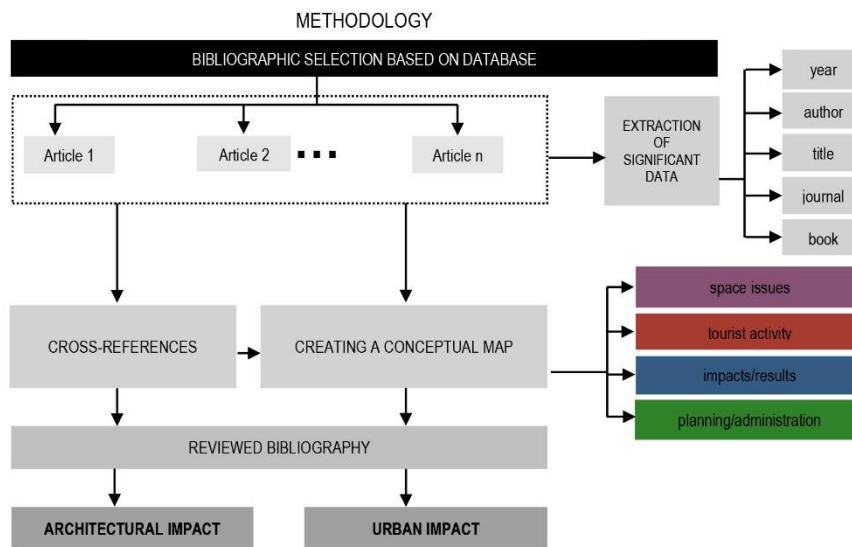 METHODOLOGY
BIBLIOGRAPHIC SELECTION BASED ON DATABASE
Article 1
Article 2
Article n
EXTRACTION
OF
SIGNIFICANT
DATA
year
author
title
journal
book
CROSS-REFERENCES
CREATING A CONCEPTUAL MAP
space issues
tourist activity
impacts/results
planning/administration
REVIEWED BIBLIOGRAPHY
ARCHITECTURAL IMPACT
URBAN IMPACT